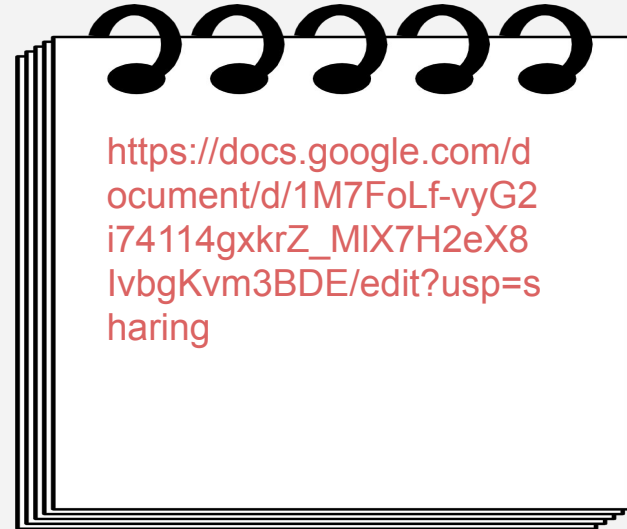 https://docs.google.com/d
ocument/d/1M7FoLf-vyG2
i74114gxkrZ_MlX7H2eX8
IvbgKvm3BDE/edit?usp=s
haring